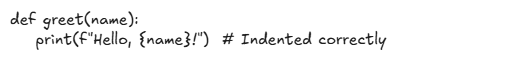 def greet(name):
    print(f"Hello, {name}!")  # Indented correctly